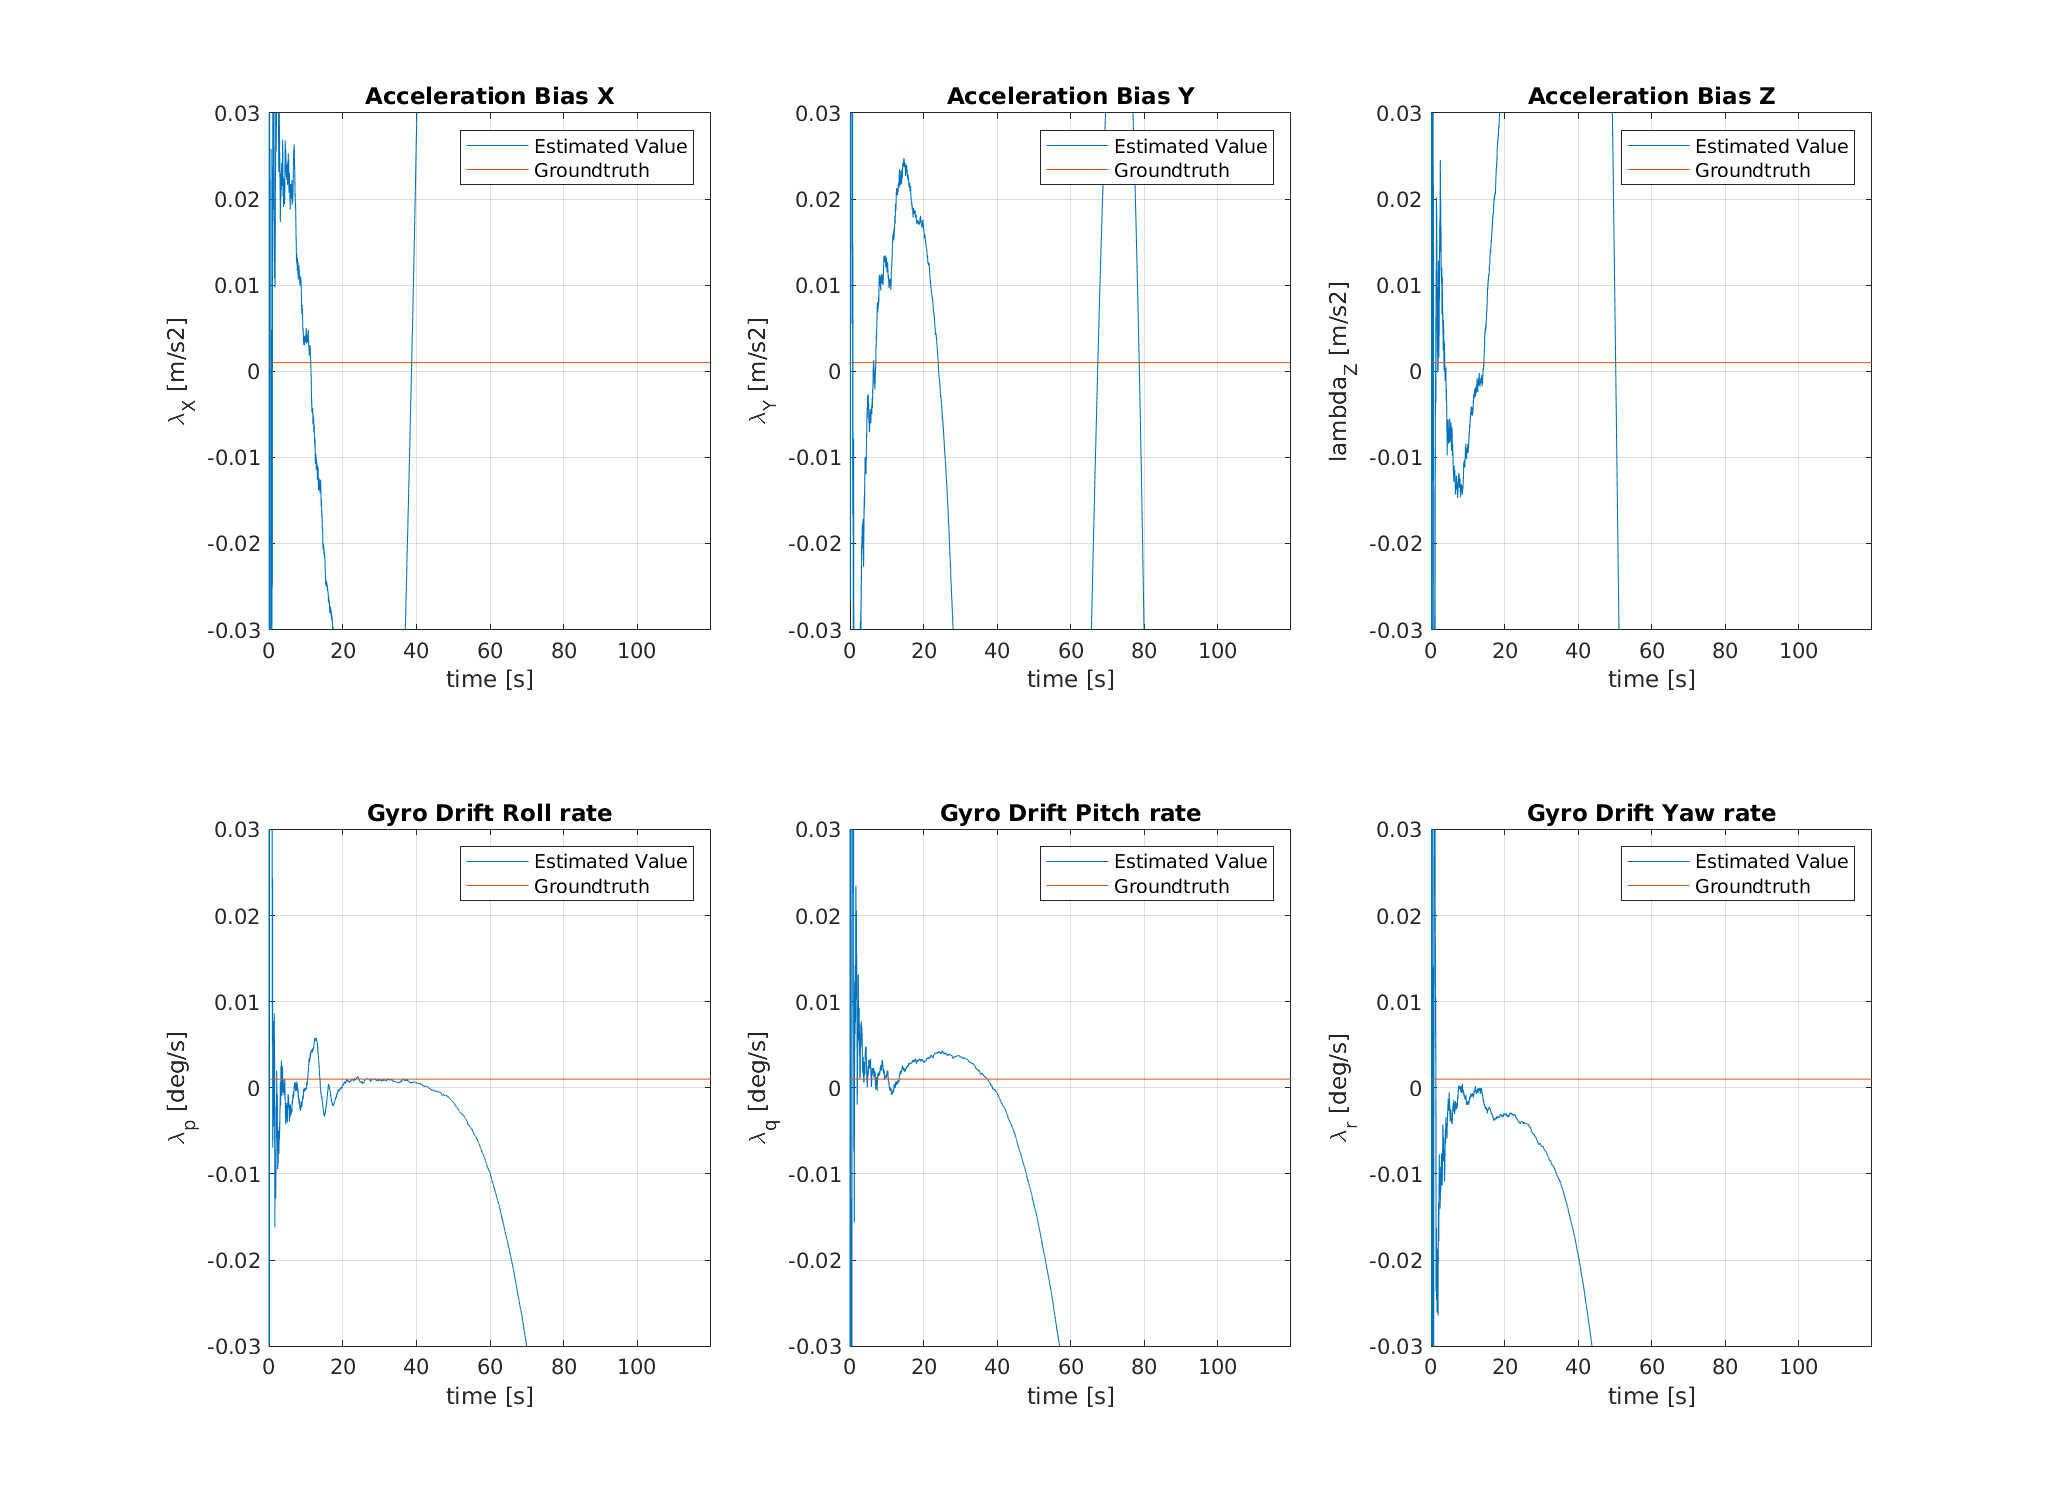 Acceleration Bias X
Acceleration Bias Y
Acceleration Bias Z
0.03
0.02
0.01
0
-0.01
-0.02
-0.03
λX [m/s2]
Estimated Value
Groundtruth
0 20 40 60 80 100
time [s]
0.03
0.02
0.01
0
-0.01
-0.02
-0.03
λY [m/s2]
Estimated Value
Groundtruth
0 20 40 60 80 100
time [s]
0.03
0.02
0.01
0
-0.01
-0.02
-0.03
lambdaZ [m/s2]
Estimated Value
Groundtruth
0 20 40 60 80 100
time [s]
Gyro Drift Roll rate
Gyro Drift Pitch rate
Gyro Drift Yaw rate
0.03
0.02
0.01
0
-0.01
-0.02
-0.03
λp [deg/s]
Estimated Value
Groundtruth
0 20 40 60 80 100
time [s]
0.03
0.02
0.01
0
-0.01
-0.02
-0.03
λq [deg/s]
Estimated Value
Groundtruth
0 20 40 60 80 100
time [s]
0.03
0.02
0.01
0
-0.01
-0.02
-0.03
λr [deg/s]
Estimated Value
Groundtruth
0 20 40 60 80 100
time [s]